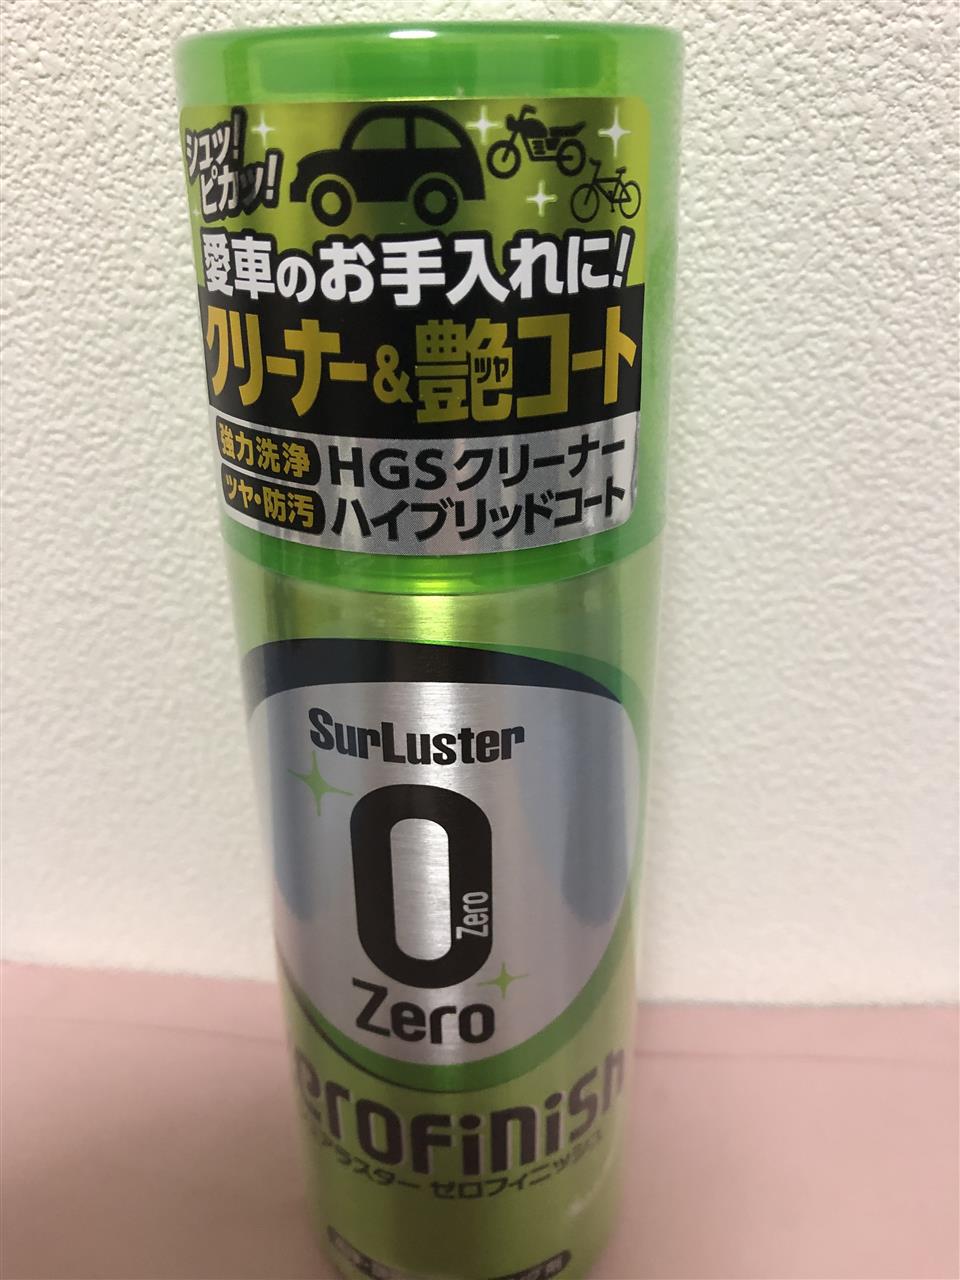 シュッ!
ピカッ!
愛車のお手入れに!
クリーナー&艶コート
ツヤ
強力洗浄 HGSクリーナー
ツヤ・防汚 ハイブリッドコート
SurLuster
0
Zero
Zero
erofinish
アラスター ゼロフィニッシュ